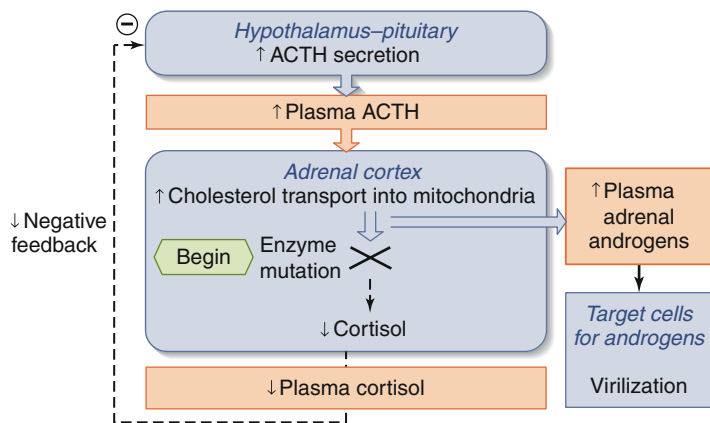 ⊖
Hypothalamus–pituitary
↑ACTH secretion
↑Plasma ACTH
Adrenal cortex
↑Cholesterol transport into mitochondria
Begin
Enzyme
mutation
↓Cortisol
↓Plasma cortisol
↓Negative
feedback
↑Plasma
adrenal
androgens
Target cells
for androgens
Virilization